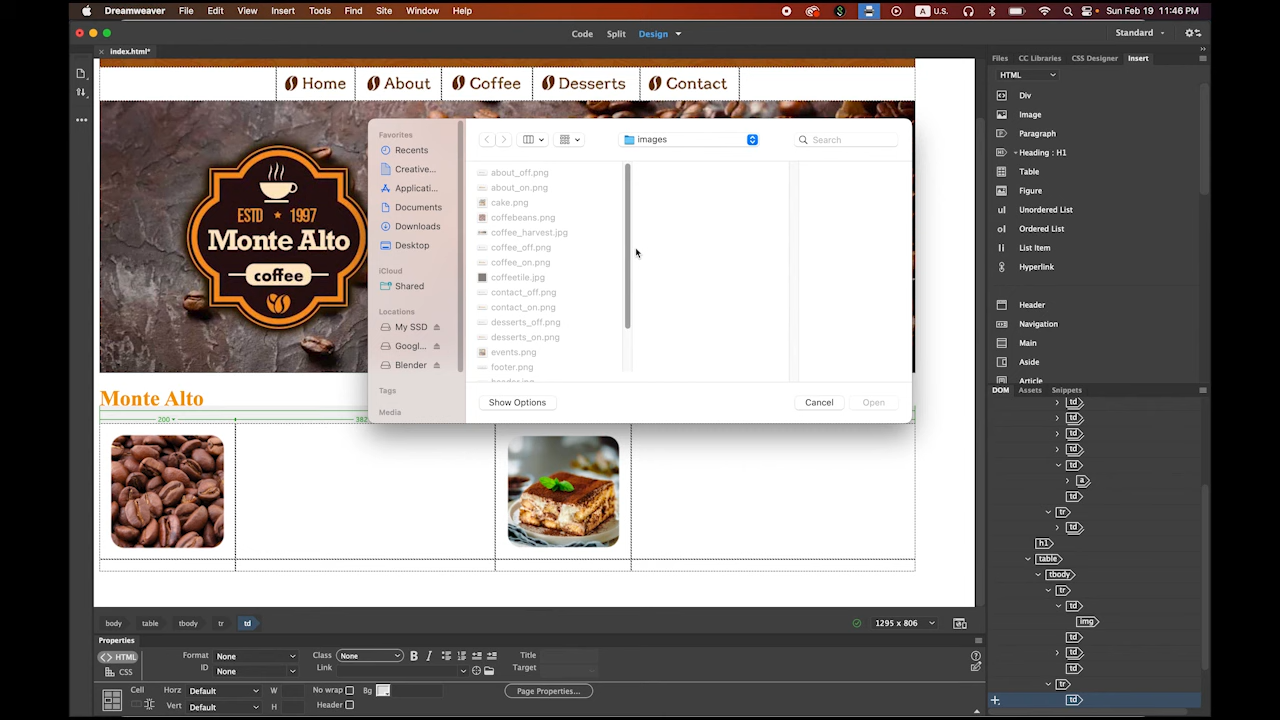 Dreamweaver File Edit View Insert Tools Find Site Window Help A U.S. Sun Feb 19 11:46 PM
Code Split Design Standard
index.html*
Home About Coffee Desserts Contact
ESTD ★ 1997
Monte Alto
coffee
Favorites
Recents
Creative...
Applicati...
Documents
Downloads
Desktop
iCloud
Shared
Locations
My SSD
Googl...
Blender
Tags
Media
images
Search
about_off.png
about_on.png
cake.png
coffebeans.png
coffee_harvest.jpg
coffee_off.png
coffee_on.png
coffeetile.jpg
contact_off.png
contact_on.png
desserts_off.png
desserts_on.png
events.png
footer.png
Show Options Cancel Open
Monte Alto
200
382
Files CC Libraries CSS Designer Insert
HTML
Div
Image
Paragraph
Heading : H1
Table
Figure
Unordered List
Ordered List
List Item
Hyperlink
Header
Navigation
Main
Aside
Article
DOM Assets Snippets
td
td
td
td
td
a
td
tr
td
h1
table
tbody
tr
td
img
td
td
td
tr
td
body table tbody tr td 1295 x 806
Properties
HTML Format None Class None B I Title
CSS ID None Link Target
Cell Horz Default W No wrap Bg Page Properties...
Vert Default H Header